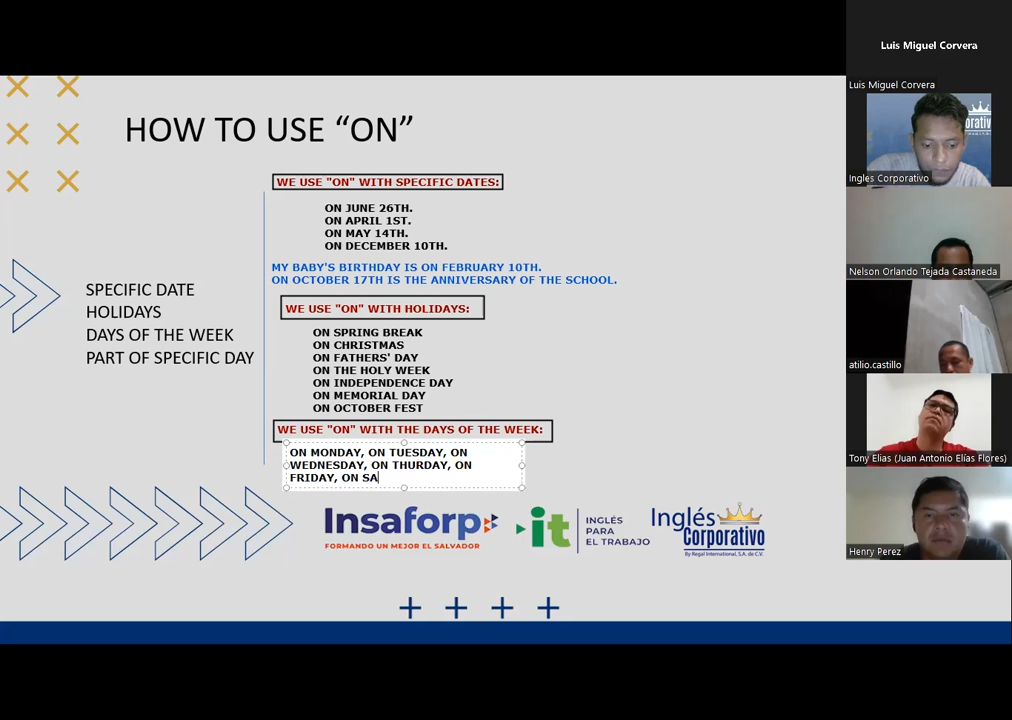 HOW TO USE “ON”
SPECIFIC DATE
HOLIDAYS
DAYS OF THE WEEK
PART OF SPECIFIC DAY
WE USE "ON" WITH SPECIFIC DATES:
ON JUNE 26TH.
ON APRIL 1ST.
ON MAY 14TH.
ON DECEMBER 10TH.
MY BABY'S BIRTHDAY IS ON FEBRUARY 10TH.
ON OCTOBER 17TH IS THE ANNIVERSARY OF THE SCHOOL.
WE USE "ON" WITH HOLIDAYS:
ON SPRING BREAK
ON CHRISTMAS
ON FATHERS' DAY
ON THE HOLY WEEK
ON INDEPENDENCE DAY
ON MEMORIAL DAY
ON OCTOBER FEST
WE USE "ON" WITH THE DAYS OF THE WEEK:
ON MONDAY, ON TUESDAY, ON
WEDNESDAY, ON THURDAY, ON
FRIDAY, ON SA
Insaforp
FORMANDO UN MEJOR EL SALVADOR
it
INGLÉS
PARA
EL TRABAJO
Inglés
Corporativo
By Regal International, S.A. de C.V.
Luis Miguel Corvera
Luis Miguel Corvera
orativ
Ingles Corporativo
Nelson Orlando Tejada Castaneda
atilio.castillo
Tony Elias (Juan Antonio Elías Flores)
Henry Perez